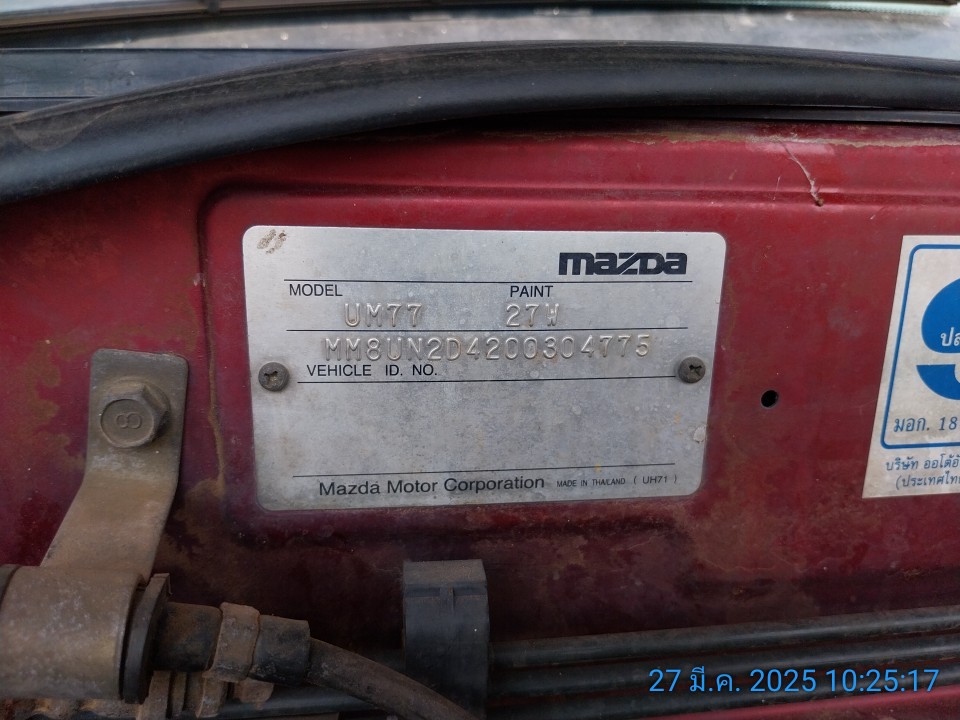 mazda
MODEL PAINT
UM77 27W
MM8UN2D4200304775
VEHICLE ID. NO.
Mazda Motor Corporation MADE IN THAILAND ( UH71 )
8
ปล
มอก. 18
บริษัท ออโต้อั
(ประเทศไท
27 มี.ค. 2025 10:25:17